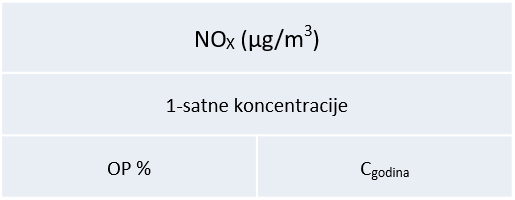 NOX (µg/m3)
1-satne koncentracije
OP % Cgodina